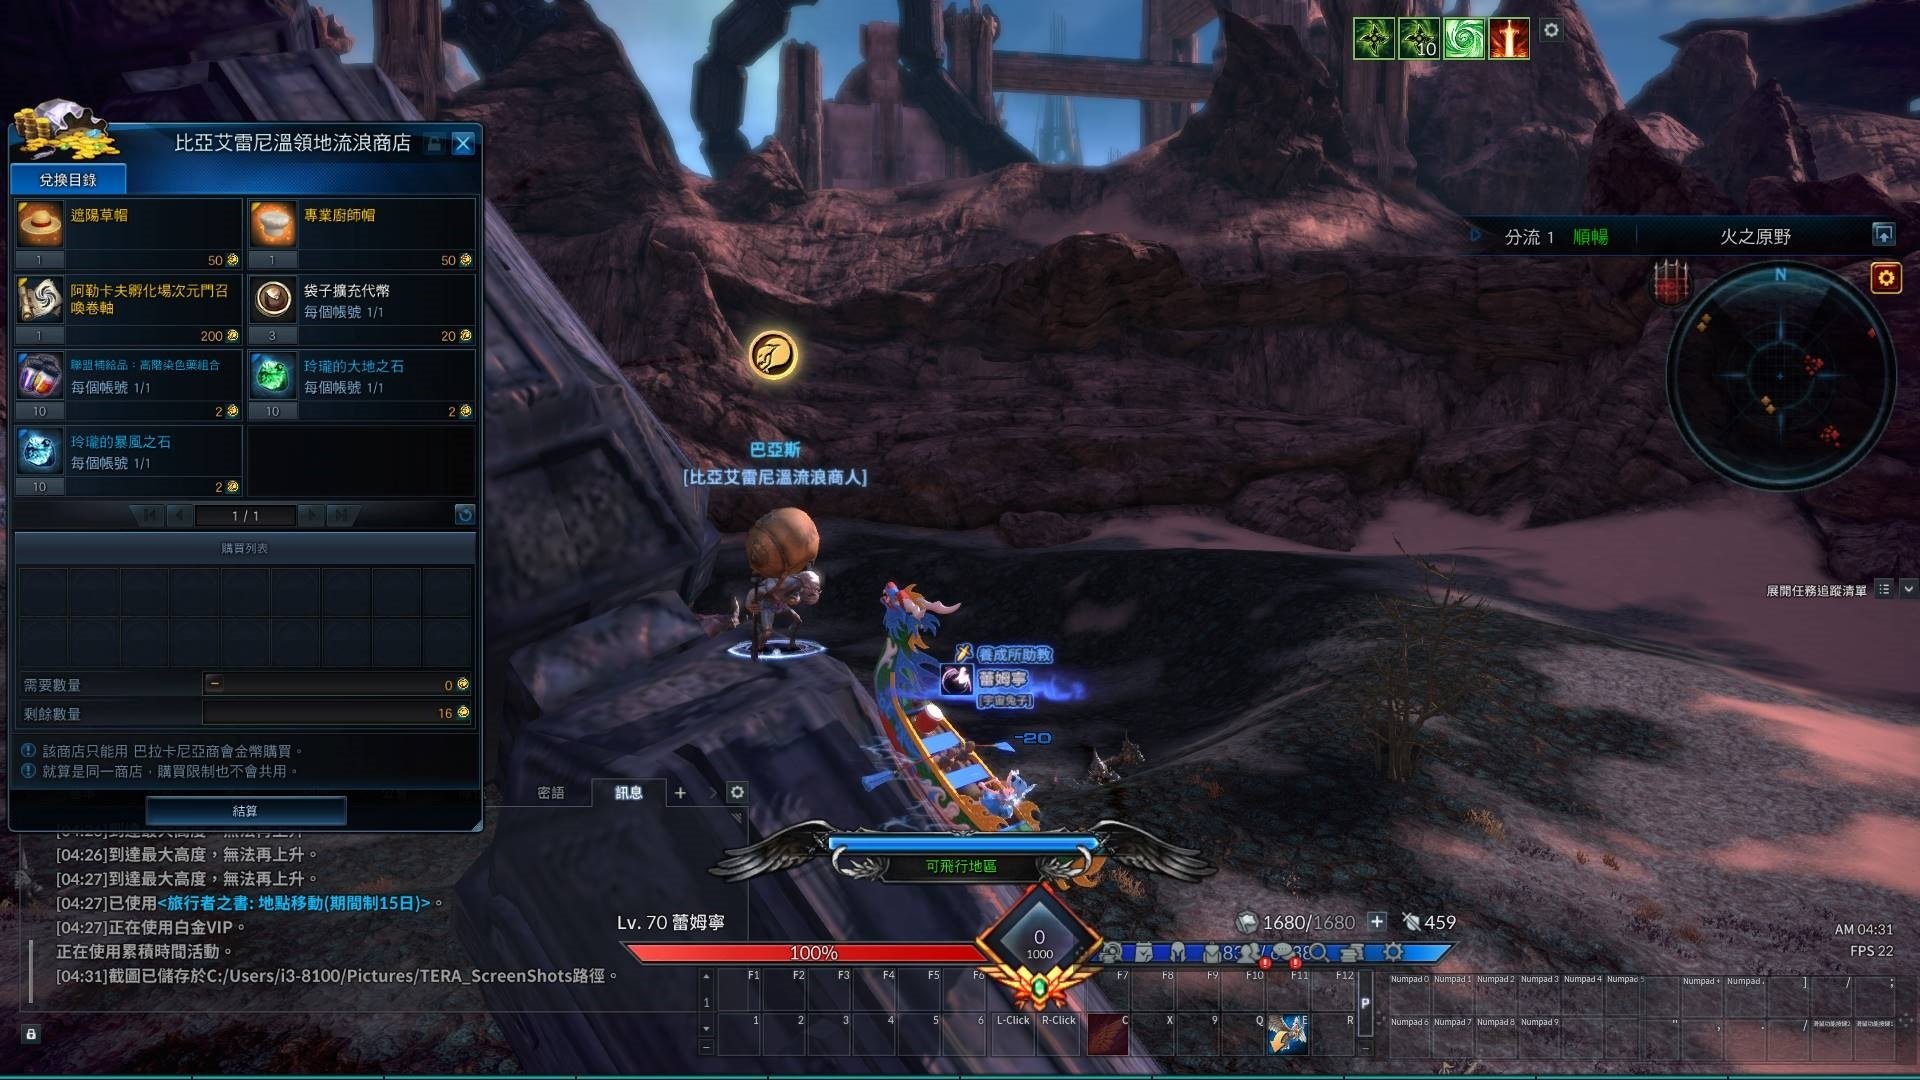 比亞艾雷尼溫領地流浪商店
兌換目錄
遮陽草帽
1
50
專業廚師帽
1
50
阿勒卡夫孵化場次元門召
喚卷軸
1
200
袋子擴充代幣
每個帳號 1/1
3
20
聯盟補給品：高階染色藥組合
每個帳號 1/1
10
2
玲瓏的大地之石
每個帳號 1/1
10
2
玲瓏的暴風之石
每個帳號 1/1
10
2
1 / 1
購買列表
需要數量
0
剩餘數量
16
該商店只能用 巴拉卡尼亞商會金幣購買。
就算是同一商店，購買限制也不會共用。
結算
10
分流 1 順暢
火之原野
N
巴亞斯
[比亞艾雷尼溫流浪商人]
養成所助教
蕾姆寧
[宇宙兔子]
-20
展開任務追蹤清單
密語
訊息
+
[04:26]到達最大高度，無法再上升。
[04:27]到達最大高度，無法再上升。
[04:27]已使用<旅行者之書: 地點移動(期間制15日)>。
[04:27]正在使用白金VIP。
正在使用累積時間活動。
[04:31]截圖已儲存於C:/Users/i3-8100/Pictures/TERA_ScreenShots路徑。
可飛行地區
Lv. 70 蕾姆寧
1680/1680
459
100%
0
1000
AM 04:31
FPS 22
F1 F2 F3 F4 F5 F6 F7 F8 F9 F10 F11 F12
1
P
1 2 3 4 5 6 L-Click R-Click C X 9 Q E R
Numpad 0 Numpad 1 Numpad 2 Numpad 3 Numpad 4 Numpad 5 Numpad + Numpad . ] / ;
Numpad 6 Numpad 7 Numpad 8 Numpad 9 " , . /